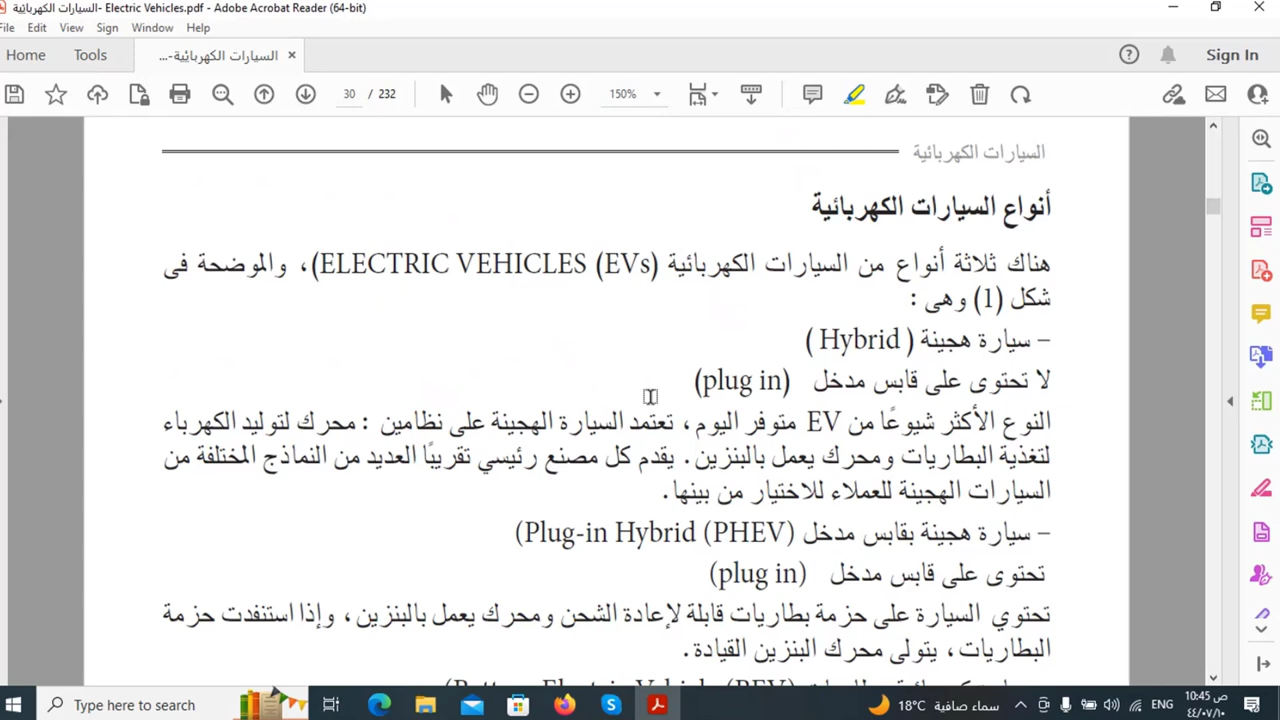 السيارات الكهربائية- Electric Vehicles.pdf - Adobe Acrobat Reader (64-bit)
File Edit View Sign Window Help
Home Tools السيارات الكهربائية-... × Sign In
30 / 232 150%
السيارات الكهربائية
أنواع السيارات الكهربائية
هناك ثلاثة أنواع من السيارات الكهربائية (ELECTRIC VEHICLES (EVs)، والموضحة فى
شكل (1) وهى :
– سيارة هجينة ( Hybrid )
لا تحتوى على قابس مدخل (plug in)
النوع الأكثر شيوعًا من EV متوفر اليوم، تعتمد السيارة الهجينة على نظامين : محرك لتوليد الكهرباء
لتغذية البطاريات ومحرك يعمل بالبنزين. يقدم كل مصنع رئيسي تقريبًا العديد من النماذج المختلفة من
السيارات الهجينة للعملاء للاختيار من بينها.
– سيارة هجينة بقابس مدخل (Plug-in Hybrid (PHEV)
تحتوى على قابس مدخل (plug in)
تحتوي السيارة على حزمة بطاريات قابلة لإعادة الشحن ومحرك يعمل بالبنزين، وإذا استنفدت حزمة
البطاريات، يتولى محرك البنزين القيادة.
Type here to search 18°C سماء صافية ENG 10:45 ص
٤٤/٠٧/١٠